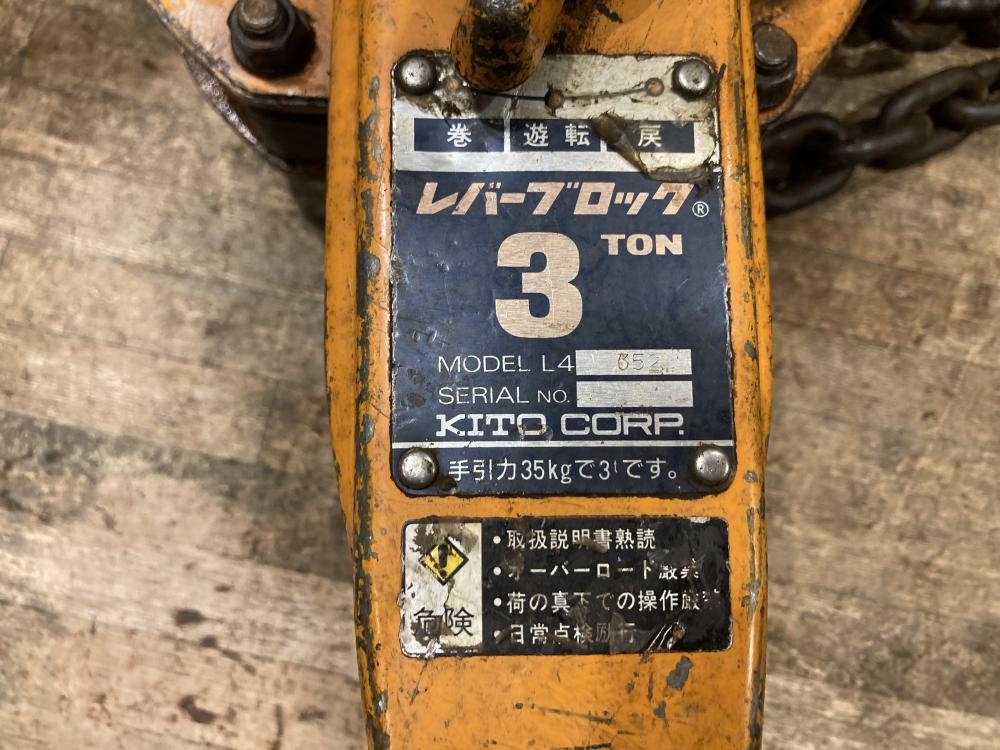 巻 遊転 戻
レバーブロック®
3 TON
MODEL L4 652
SERIAL NO.
KITO CORP.
手引力35kgで3tです。
危険
・取扱説明書熟読
・オーバーロード厳禁
・荷の真下での操作厳禁
・日常点検励行